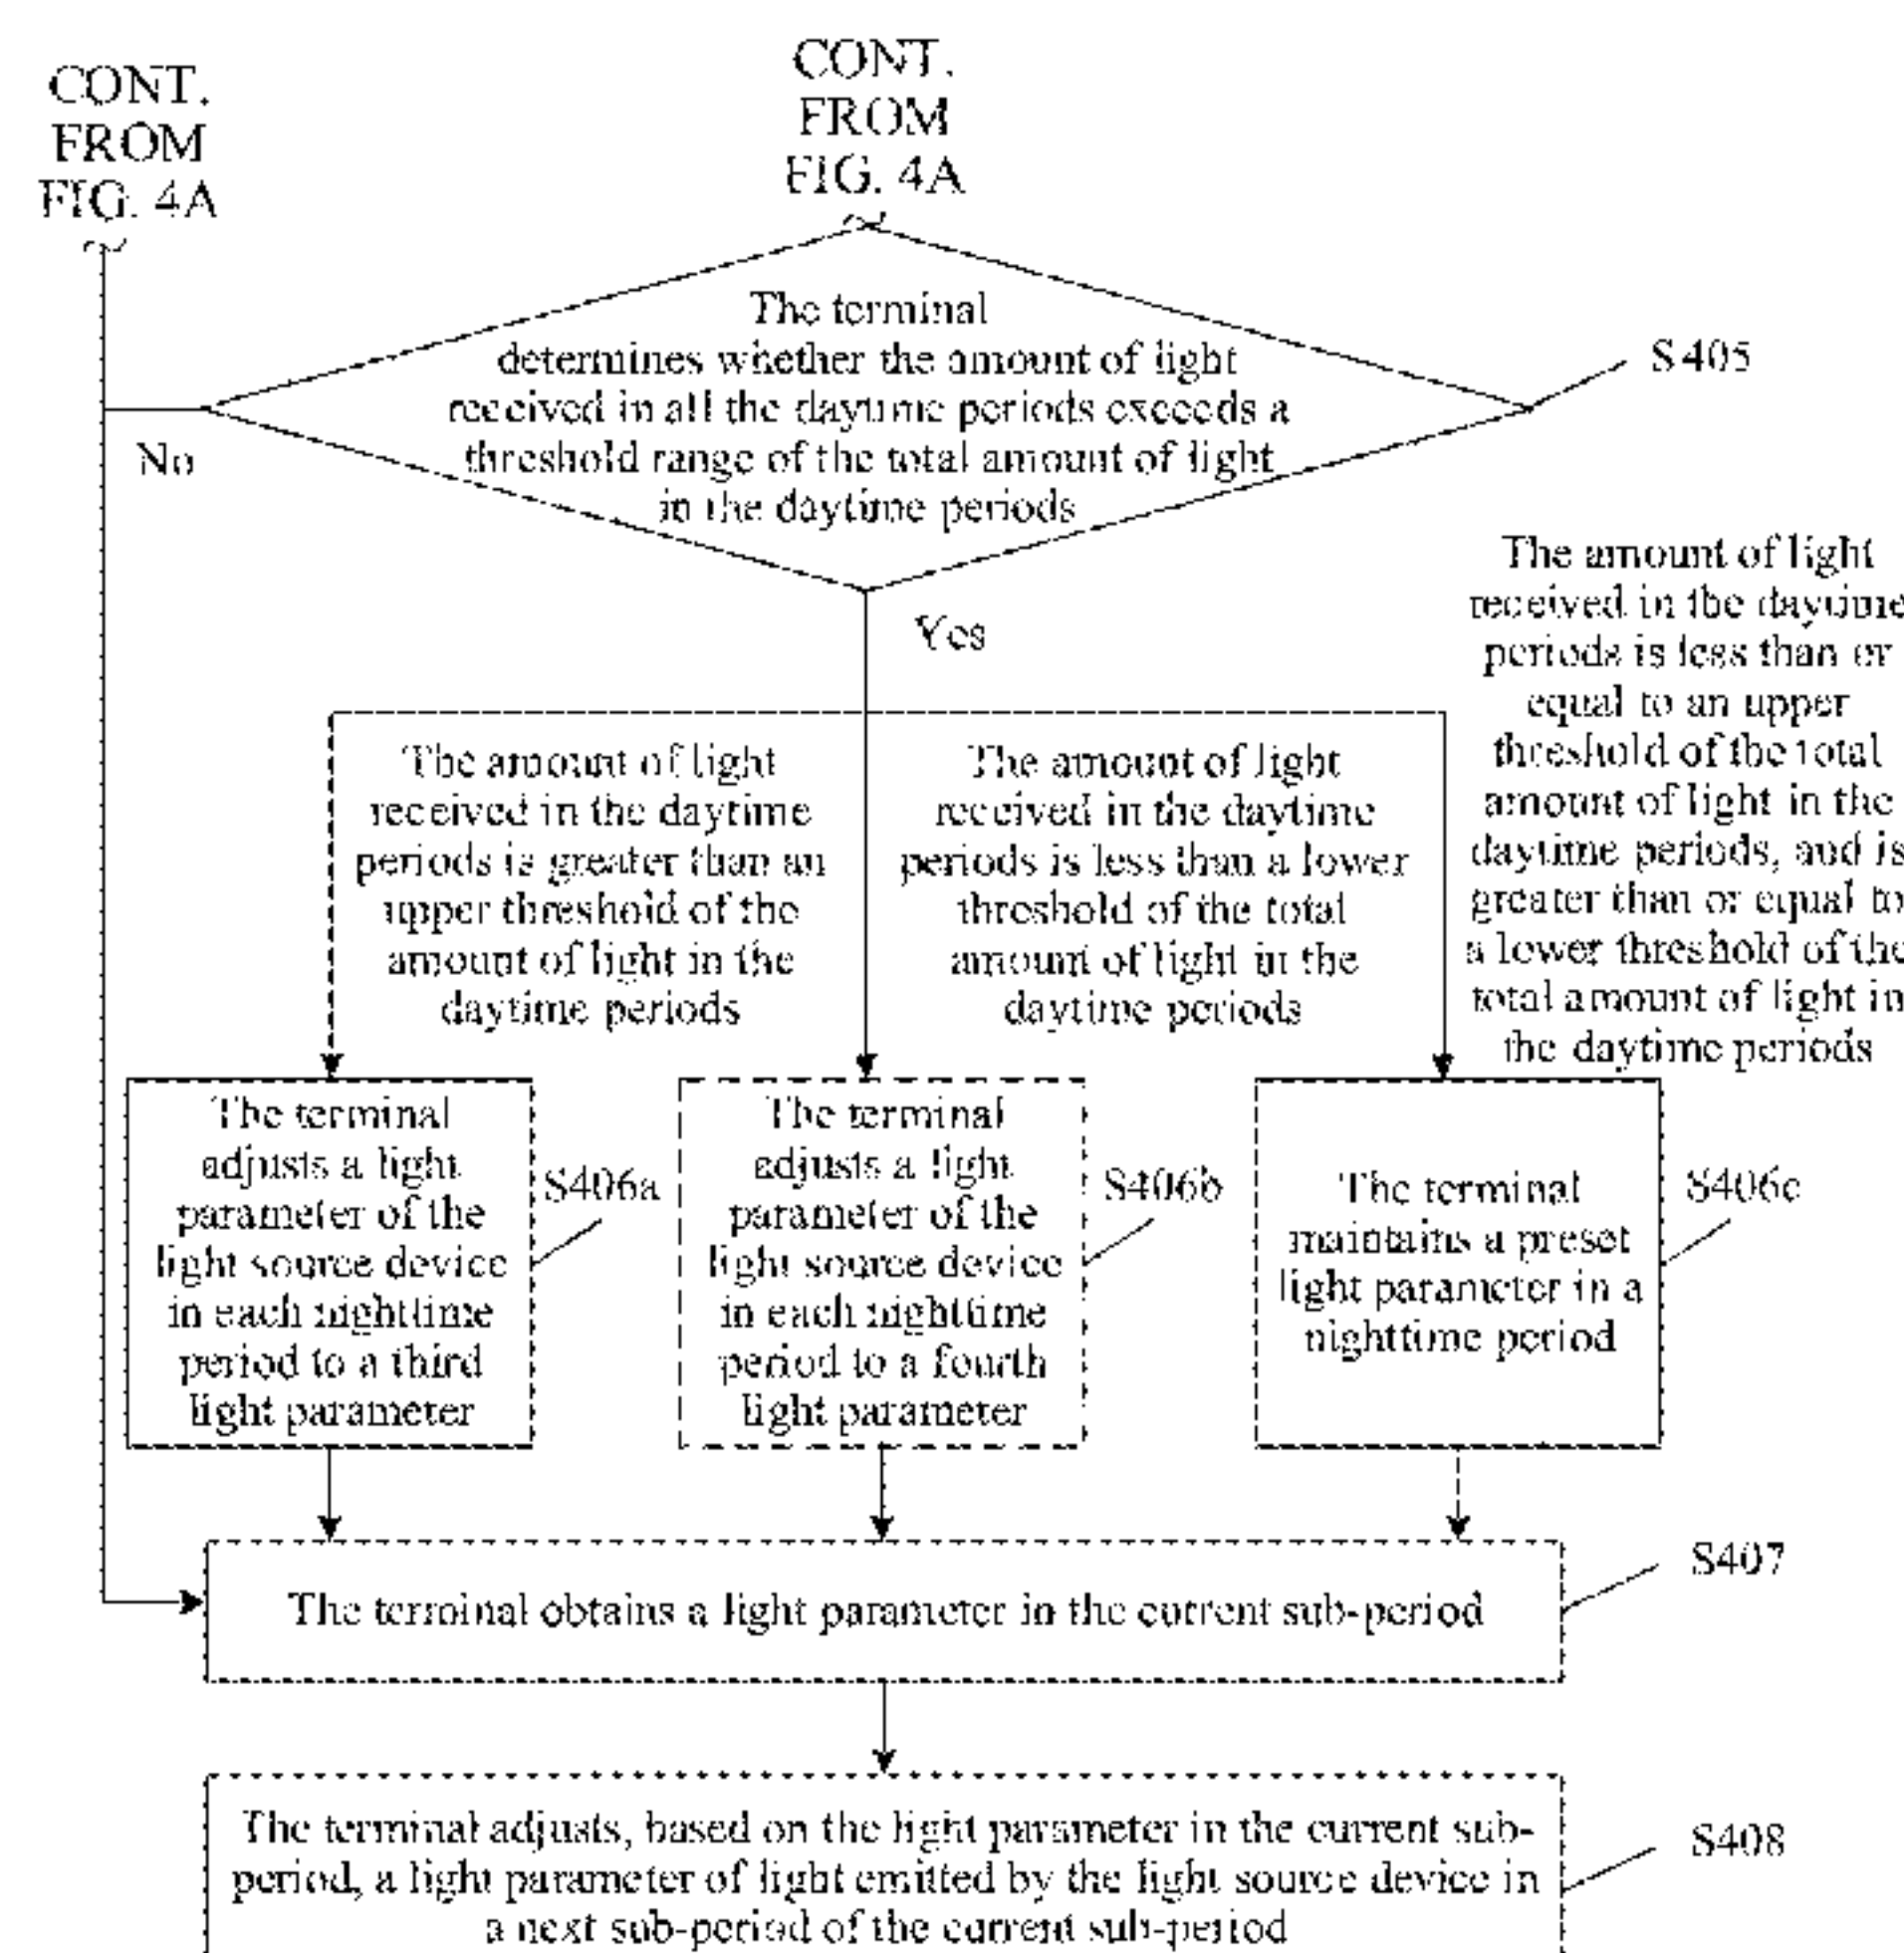 CONT.
FROM
FIG. 4A
CONT.
FROM
FIG. 4A
The terminal
determines whether the amount of light
received in all the daytime periods exceeds a
threshold range of the total amount of light
in the daytime periods
S405
No
Yes
The amount of light
received in the daytime
periods is greater than an
upper threshold of the
amount of light in the
daytime periods
The amount of light
received in the daytime
periods is less than a lower
threshold of the total
amount of light in the
daytime periods
The amount of light
received in the daytime
periods is less than or
equal to an upper
threshold of the total
amount of light in the
daytime periods, and is
greater than or equal to
a lower threshold of the
total amount of light in
the daytime periods
The terminal
adjusts a light
parameter of the
light source device
in each nighttime
period to a third
light parameter
S406a
The terminal
adjusts a light
parameter of the
light source device
in each nighttime
period to a fourth
light parameter
S406b
The terminal
maintains a preset
light parameter in a
nighttime period
S406c
The terminal obtains a light parameter in the current sub-period
S407
The terminal adjusts, based on the light parameter in the current sub-
period, a light parameter of light emitted by the light source device in
a next sub-period of the current sub-period
S408